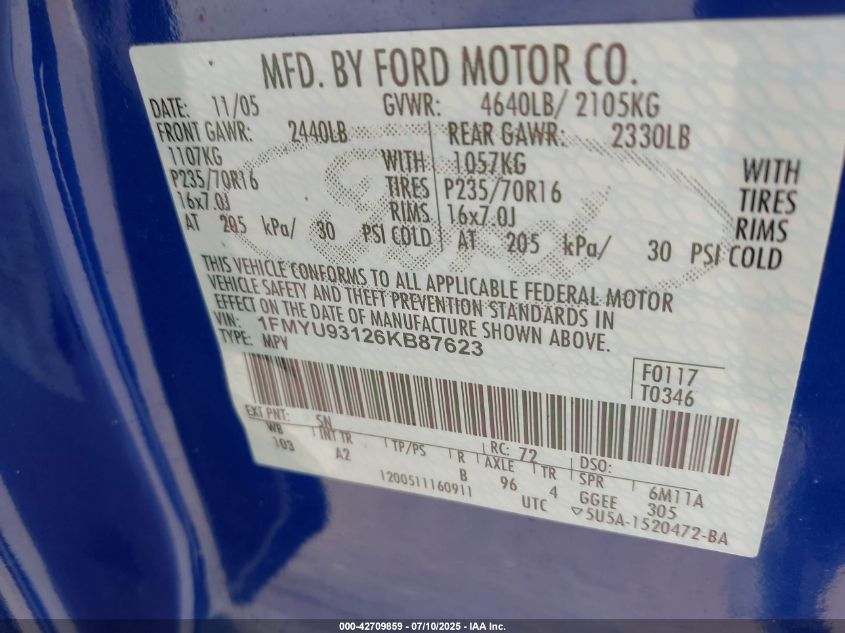 MFD. BY FORD MOTOR CO.
DATE: 11/05 GVWR: 4640LB/ 2105KG
FRONT GAWR: 2440LB REAR GAWR: 2330LB
1107KG WITH 1057KG WITH
P235/70R16 TIRES P235/70R16 TIRES
16x7.0J RIMS 16x7.0J RIMS
AT 205 kPa/ 30 PSI COLD AT 205 kPa/ 30 PSI COLD
Ford
THIS VEHICLE CONFORMS TO ALL APPLICABLE FEDERAL MOTOR
VEHICLE SAFETY AND THEFT PREVENTION STANDARDS IN
EFFECT ON THE DATE OF MANUFACTURE SHOWN ABOVE.
VIN: 1FMYU93126KB87623
TYPE: MPV
F0117
T0346
EXT PNT: SN RC: 72 DSO:
WB INT TR TP/PS R AXLE TR SPR
103 A2 B 96 4 GGEE 6M11A
305
1200511160911 UTC ▽5U5A-1520472-BA
000-42709859 - 07/10/2025 - IAA Inc.